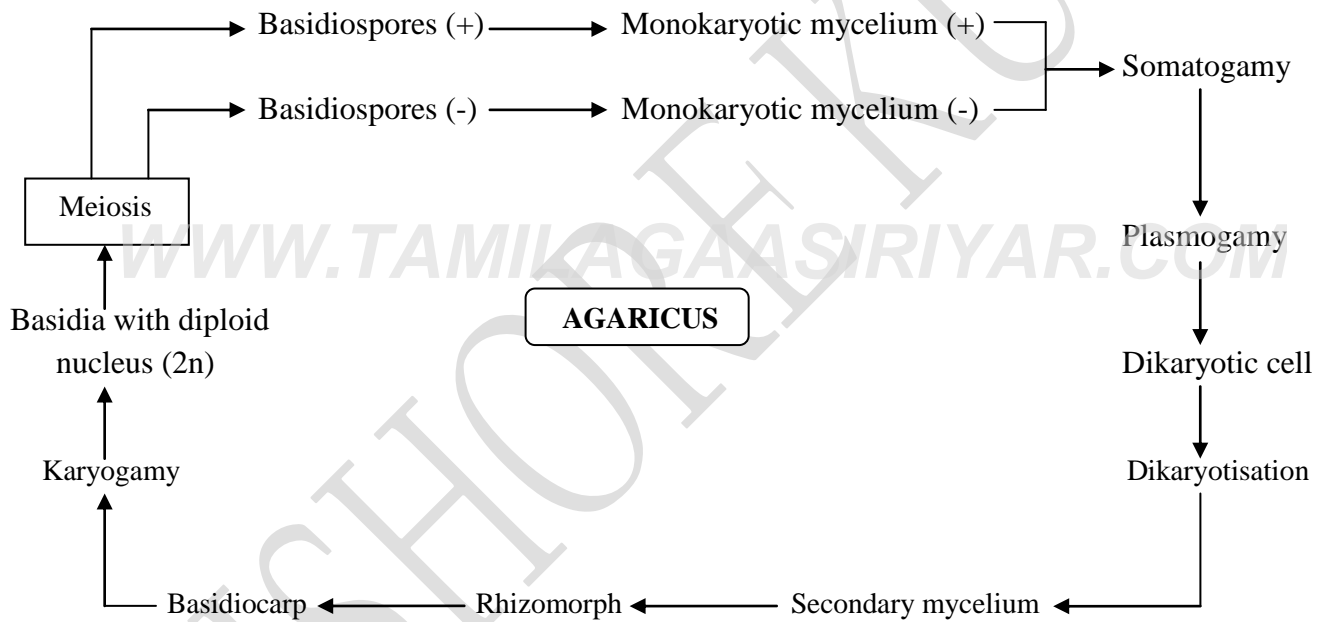 Basidiospores (+) Monokaryotic mycelium (+)
Somatogamy
Basidiospores (-) Monokaryotic mycelium (-)
Meiosis
WWW.TAMILAGAASIRIYAR.COM
Plasmogamy
Basidia with diploid
nucleus (2n)
AGARICUS
Dikaryotic cell
Karyogamy
Dikaryotisation
Basidiocarp Rhizomorph Secondary mycelium